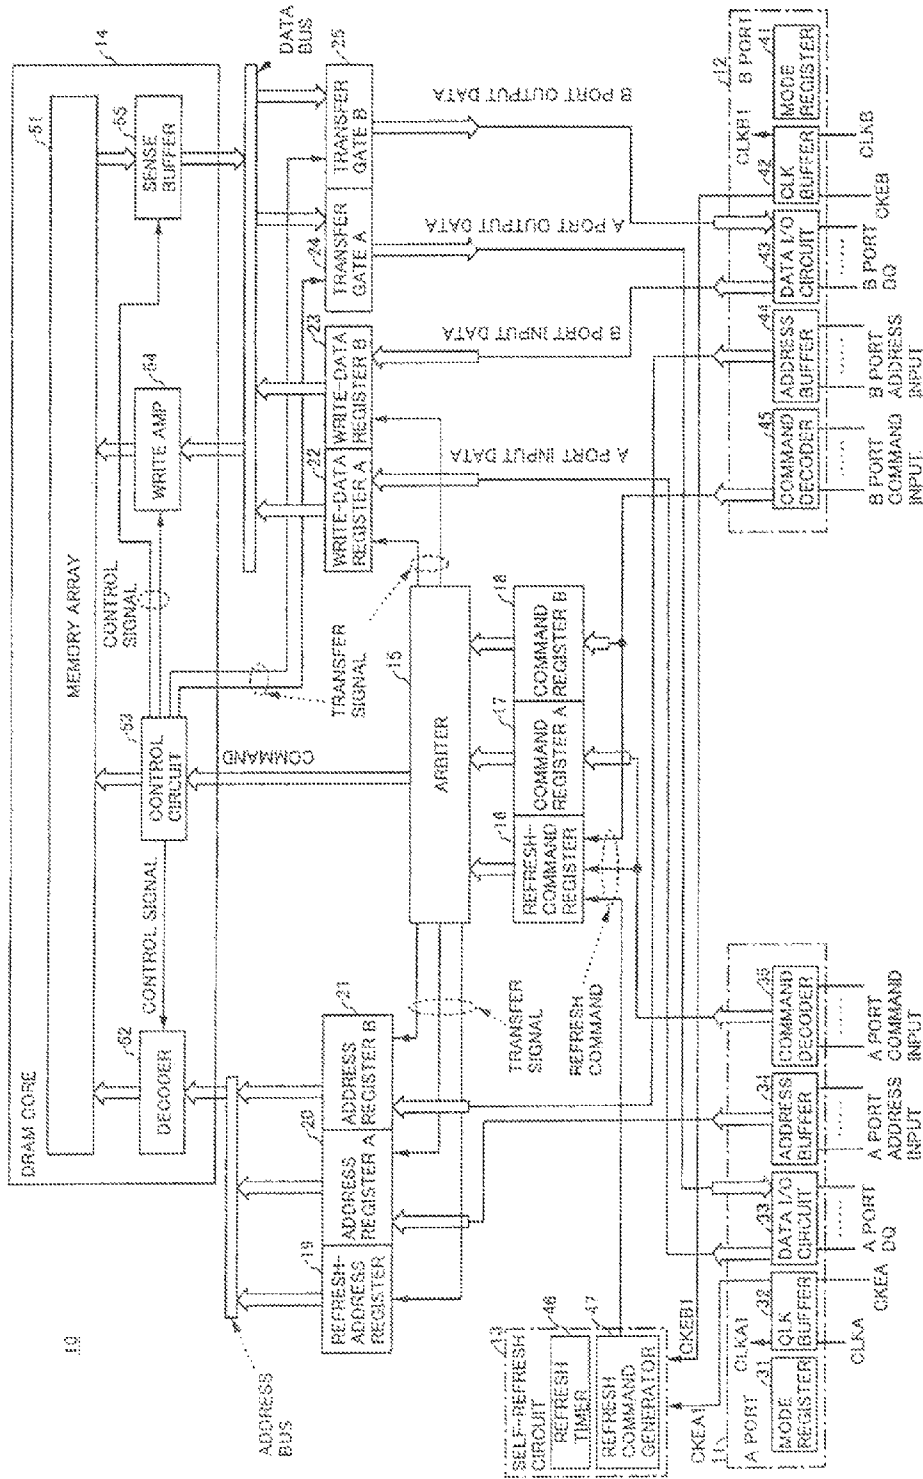 10
DRAM CORE
14
MEMORY ARRAY
51
DECODER
52
CONTROL SIGNAL
CONTROL
CIRCUIT
53
CONTROL
SIGNAL
WRITE AMP
54
SENSE
BUFFER
55
ADDRESS
BUS
DATA
BUS
REFRESH-
ADDRESS
REGISTER
19
ADDRESS
REGISTER A
20
ADDRESS
REGISTER B
21
TRANSFER
SIGNAL
COMMAND
TRANSFER
SIGNAL
WRITE-DATA
REGISTER A
22
WRITE-DATA
REGISTER B
23
TRANSFER
GATE A
24
TRANSFER
GATE B
25
ARBITER
15
A PORT INPUT DATA
B PORT INPUT DATA
A PORT OUTPUT DATA
B PORT OUTPUT DATA
REFRESH-
COMMAND
REGISTER
16
COMMAND
REGISTER A
17
COMMAND
REGISTER B
18
REFRESH
COMMAND
SELF-REFRESH
CIRCUIT
13
REFRESH
TIMER
46
REFRESH
COMMAND
GENERATOR
47
CKEA1
CKEB1
11
A PORT
MODE
REGISTER
31
CLKA1
CLK
BUFFER
32
DATA I/O
CIRCUIT
33
ADDRESS
BUFFER
34
COMMAND
DECODER
35
CLKA
CKEA
A PORT
DQ
A PORT
ADDRESS
INPUT
A PORT
COMMAND
INPUT
COMMAND
DECODER
45
ADDRESS
BUFFER
44
DATA I/O
CIRCUIT
43
CLK
BUFFER
42
CLKB1
MODE
REGISTER
41
12
B PORT
B PORT
COMMAND
INPUT
B PORT
ADDRESS
INPUT
B PORT
DQ
CKEB
CLKB